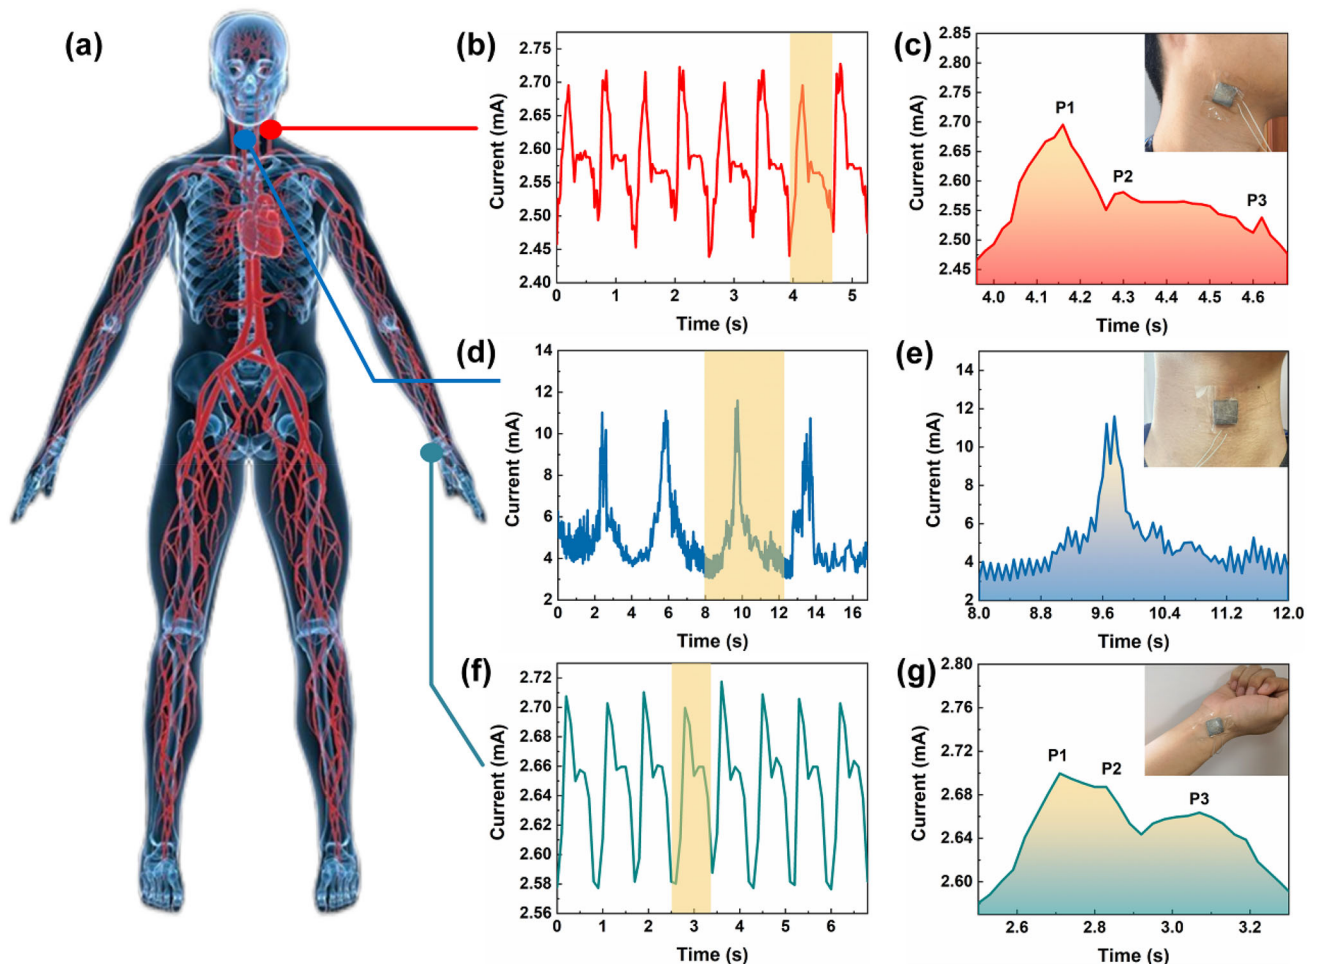 (a)
(b)
Current (mA)
2.75
2.70
2.65
2.60
2.55
2.50
2.45
2.40
0 1 2 3 4 5
Time (s)
(c)
Current (mA)
2.85
2.80
2.75
2.70
2.65
2.60
2.55
2.50
2.45
P1
P2
P3
4.0 4.1 4.2 4.3 4.4 4.5 4.6
Time (s)
(d)
Current (mA)
14
12
10
8
6
4
2
0 2 4 6 8 10 12 14 16
Time (s)
(e)
Current (mA)
14
12
10
8
6
4
2
8.0 8.8 9.6 10.4 11.2 12.0
Time (s)
(f)
Current (mA)
2.72
2.70
2.68
2.66
2.64
2.62
2.60
2.58
2.56
0 1 2 3 4 5 6
Time (s)
(g)
Current (mA)
2.80
2.76
2.72
2.68
2.64
2.60
P1
P2
P3
2.6 2.8 3.0 3.2
Time (s)